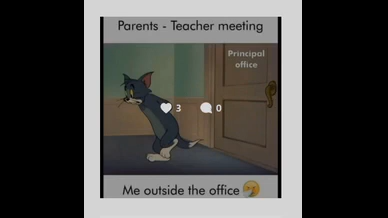 Parents - Teacher meeting
Principal
office
3
0
Me outside the office